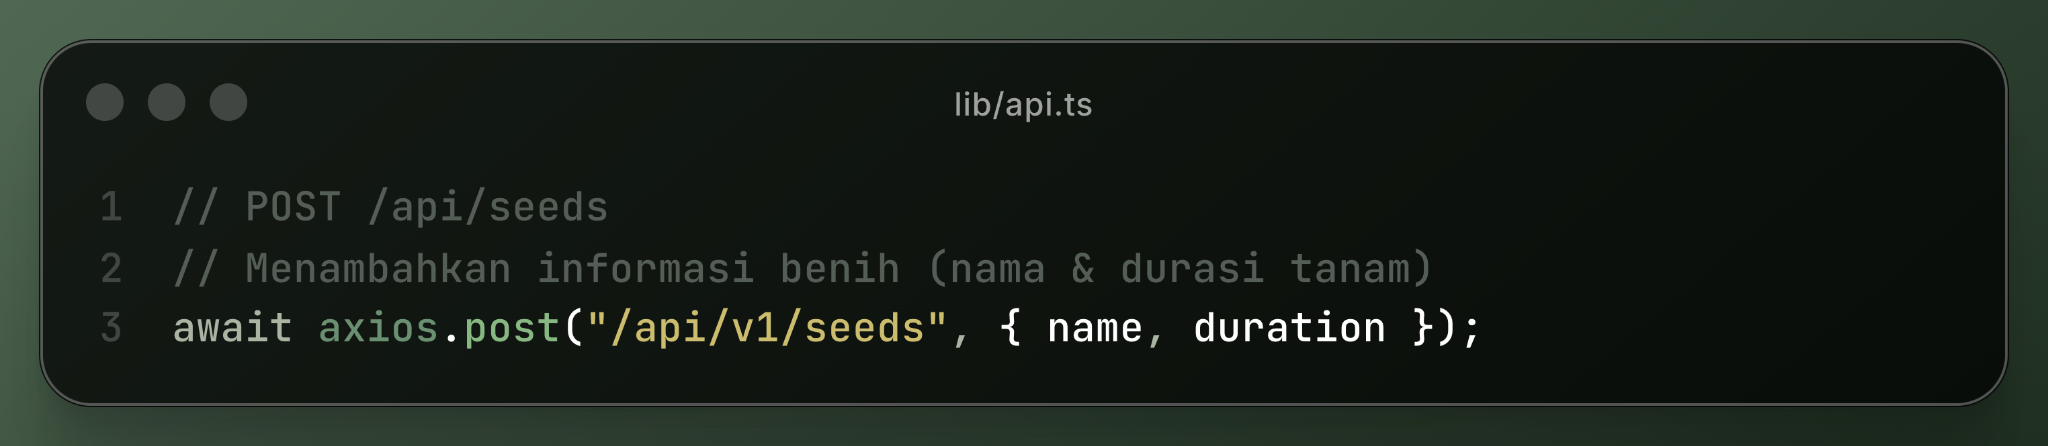 lib/api.ts
1 // POST /api/seeds
2 // Menambahkan informasi benih (nama & durasi tanam)
3 await axios.post("/api/v1/seeds", { name, duration });